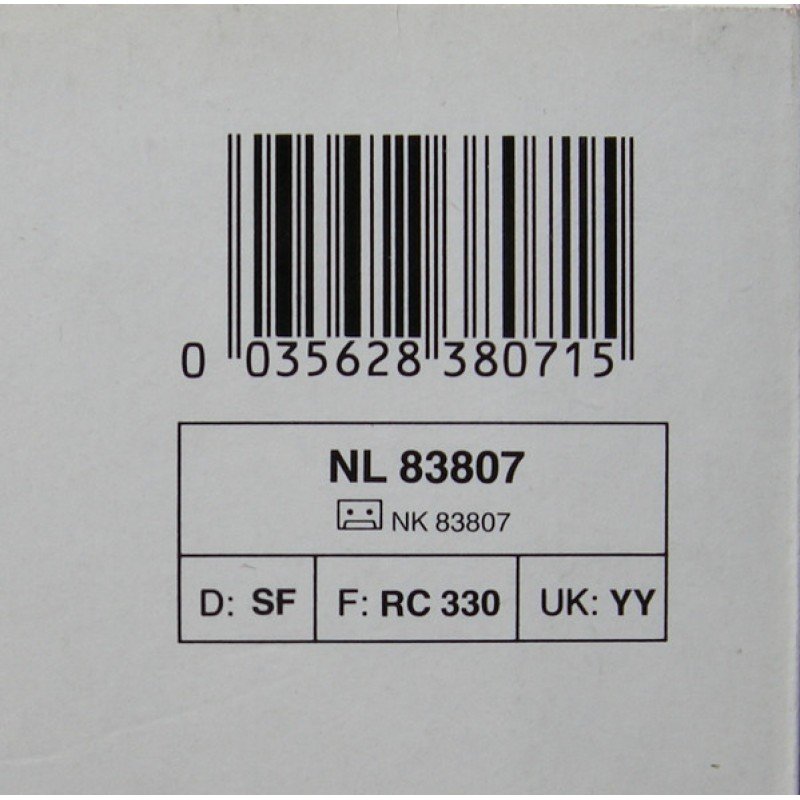 0 035628 380715
NL 83807
NK 83807
D: SF F: RC 330 UK: YY